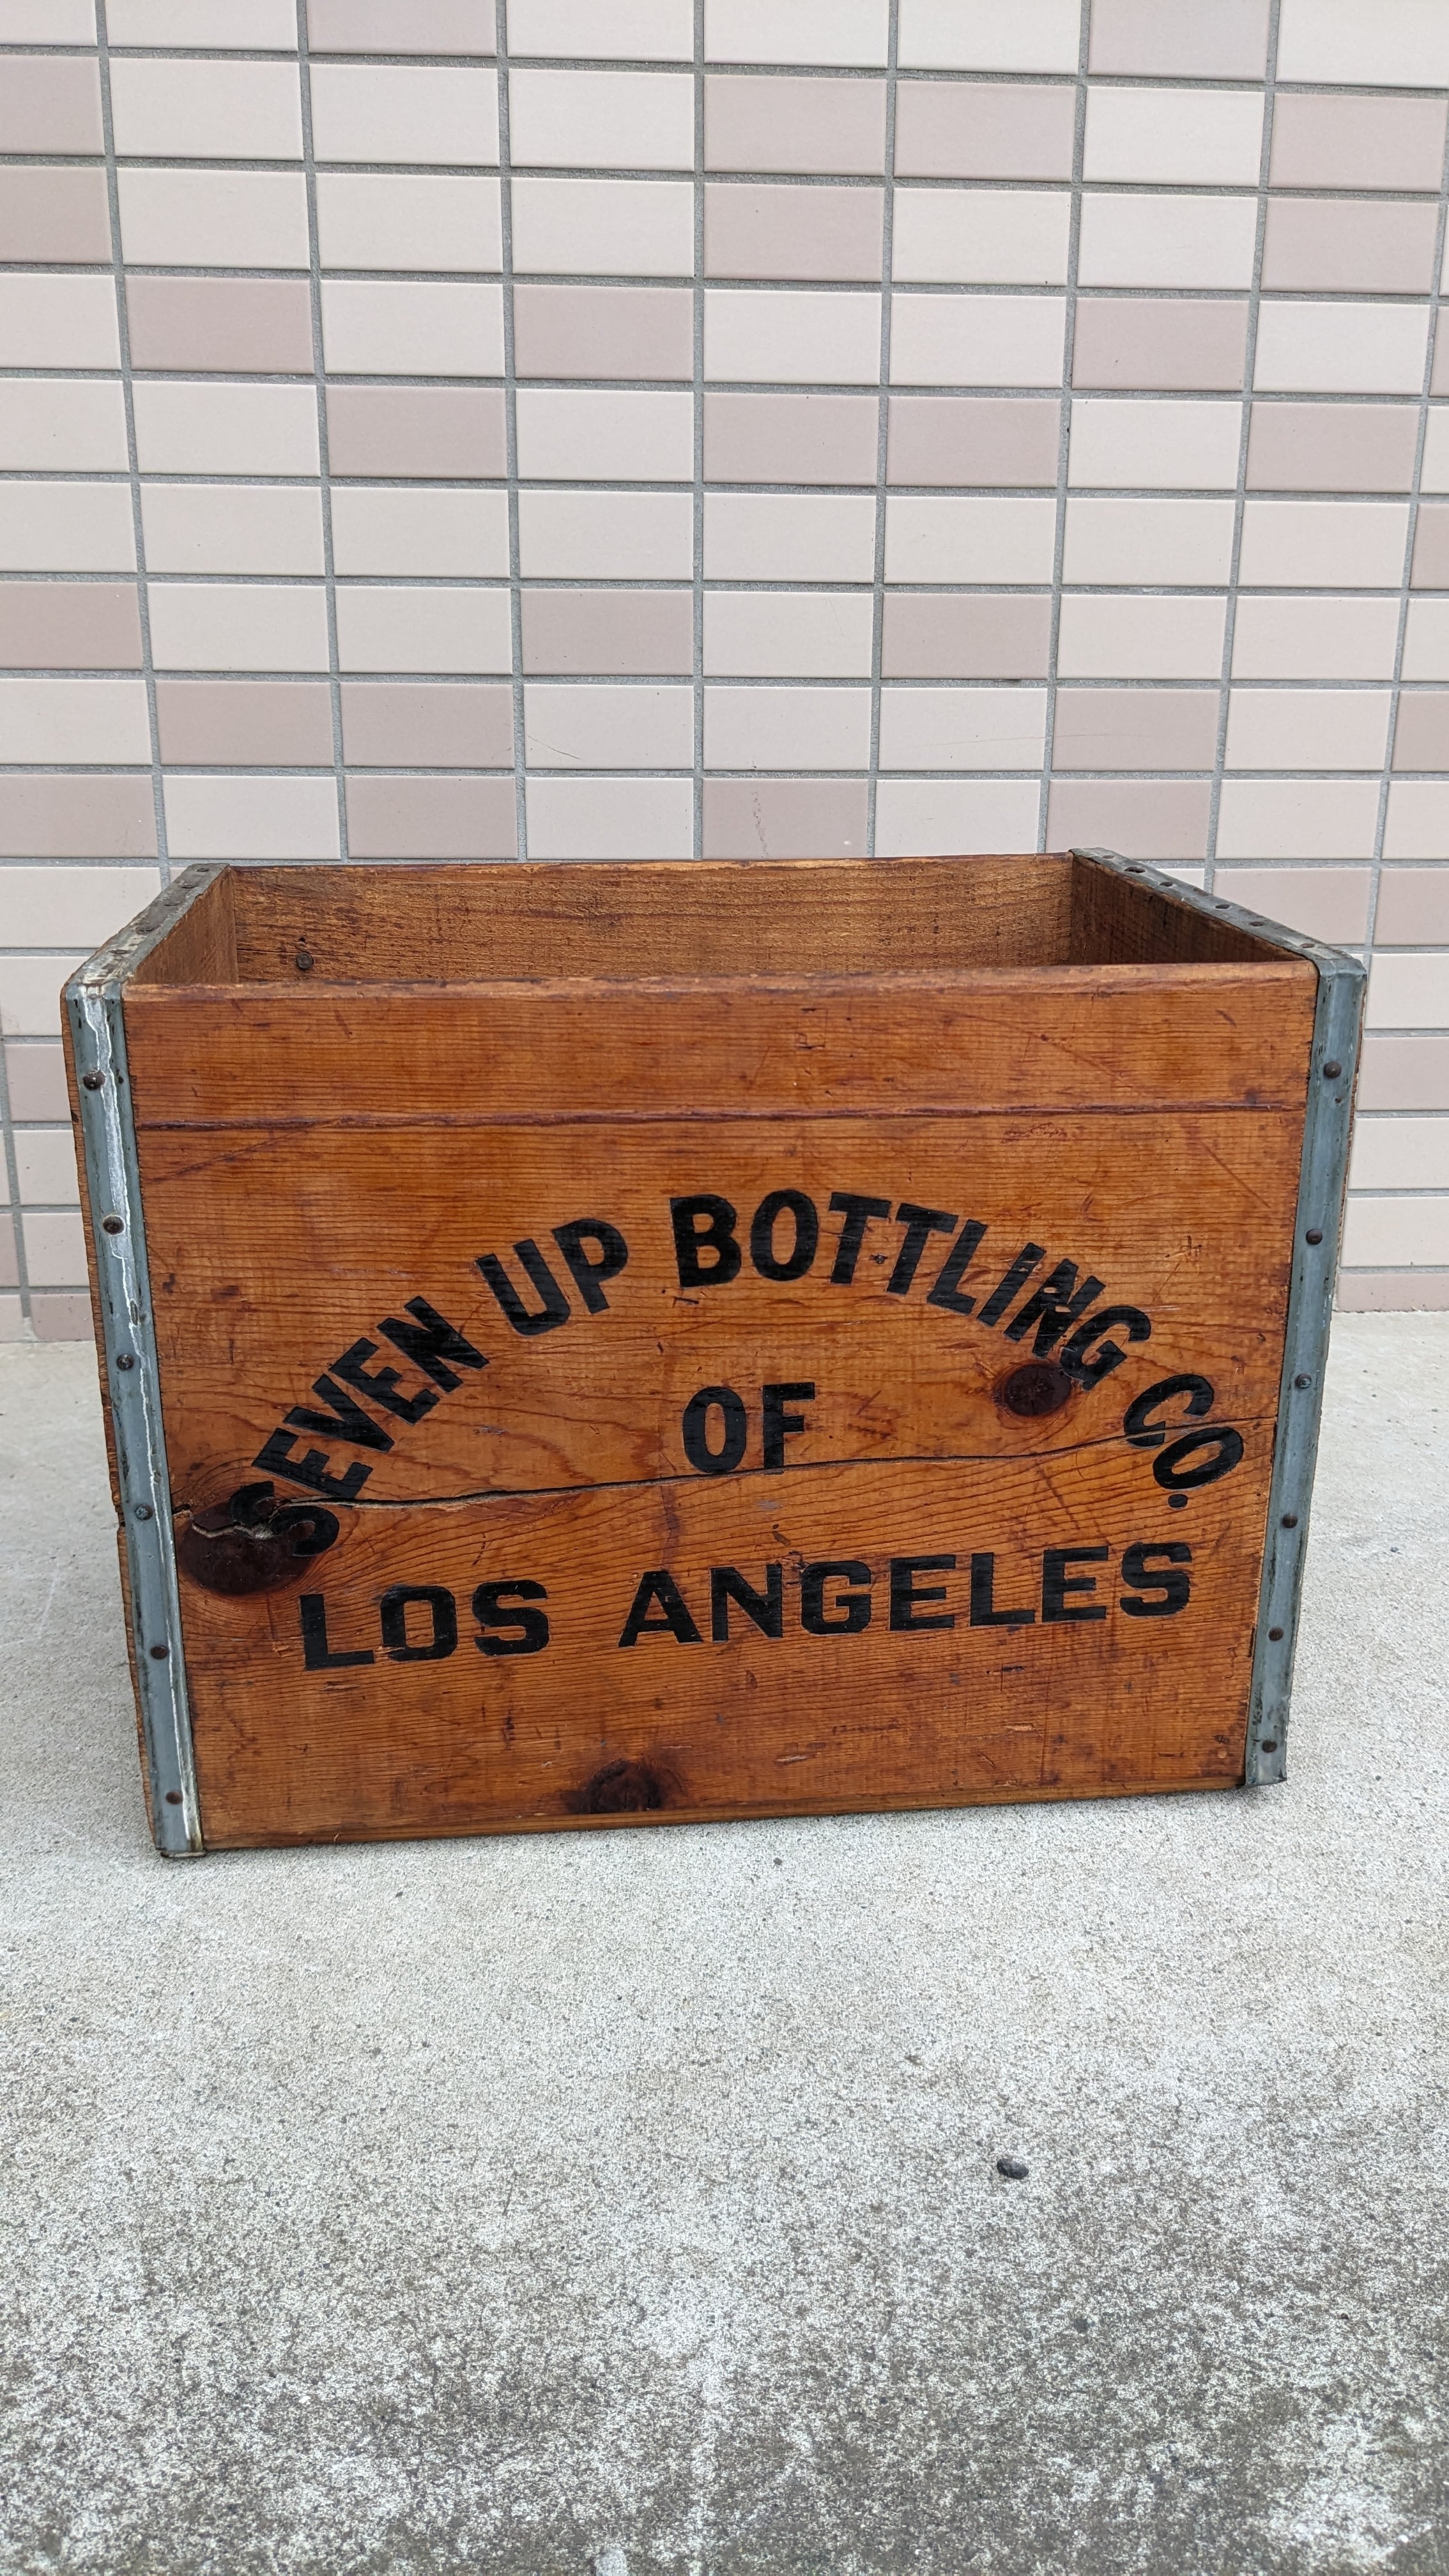 SEVEN UP BOTTLING CO.
OF
LOS ANGELES